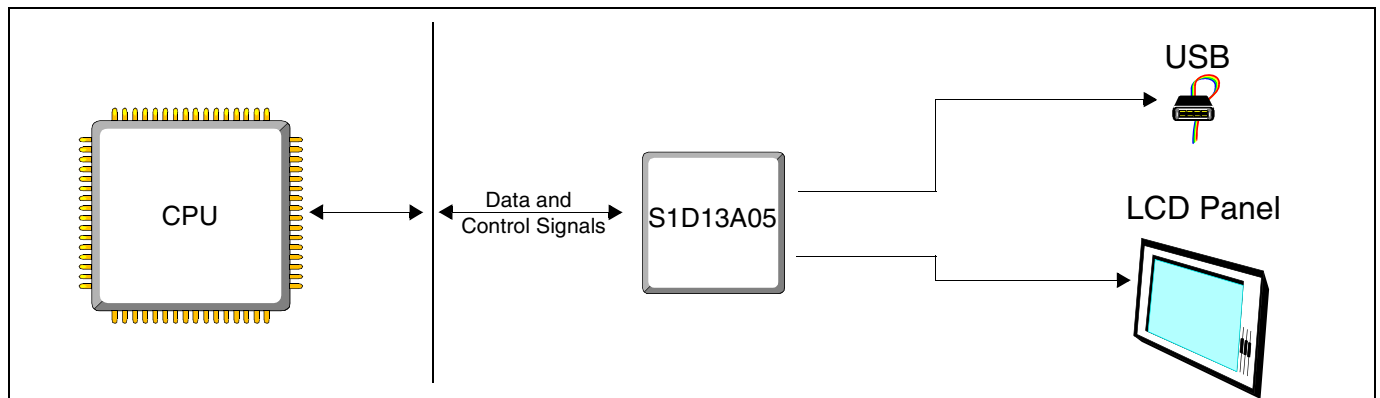 USB
CPU
Data and
Control Signals
S1D13A05
LCD Panel